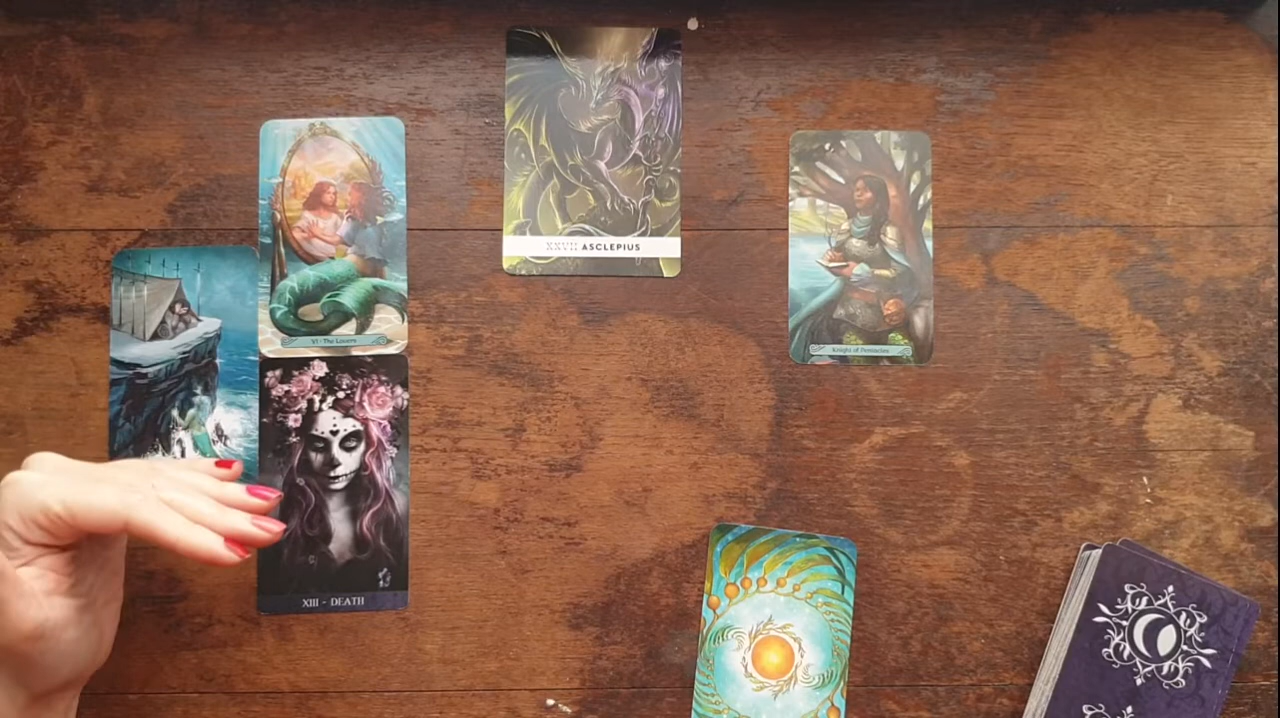 XXVII ASCLEPIUS
VI - The Lovers
Knight of Pentacles
XIII - DEATH